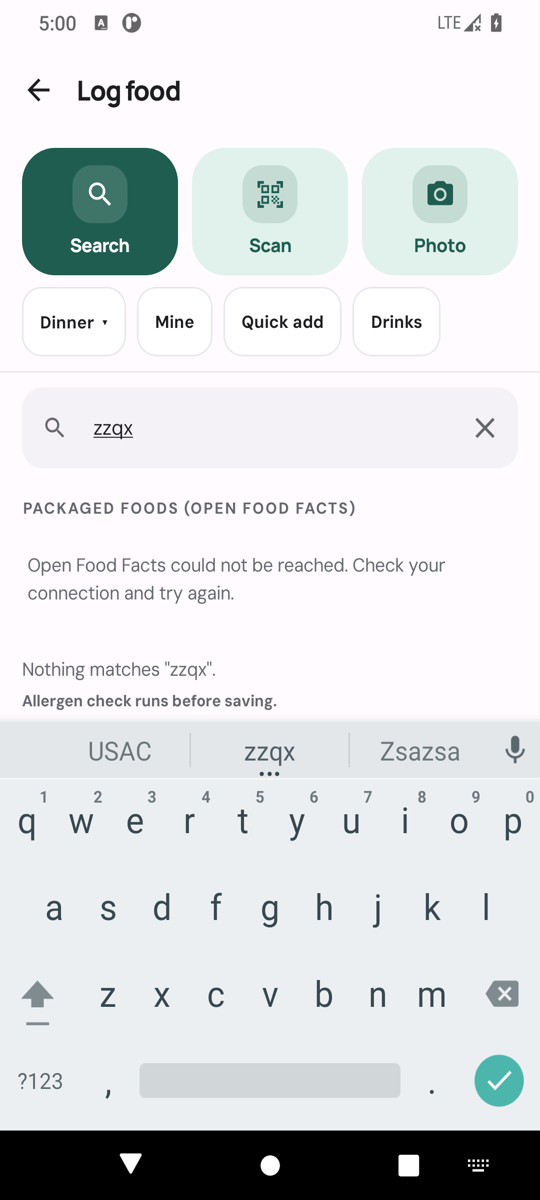 5:00
LTE
Log food
Search
Scan
Photo
Dinner
Mine
Quick add
Drinks
zzqx
PACKAGED FOODS (OPEN FOOD FACTS)
Open Food Facts could not be reached. Check your
connection and try again.
Nothing matches "zzqx".
Allergen check runs before saving.
USAC zzqx Zsazsa
1 2 3 4 5 6 7 8 9 0
q w e r t y u i o p
a s d f g h j k l
z x c v b n m
?123 , .